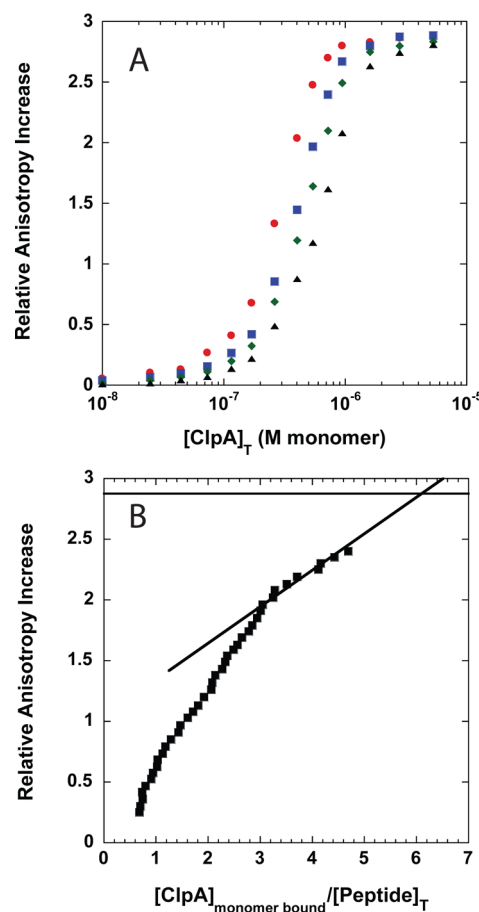 3
A
2.5
2
1.5
1
0.5
0
10⁻⁸ 10⁻⁷ 10⁻⁶ 10⁻⁵
Relative Anisotropy Increase
[ClpA]T (M monomer)
3
B
2.5
2
1.5
1
0.5
0
0 1 2 3 4 5 6 7
Relative Anisotropy Increase
[ClpA]monomer bound/[Peptide]T